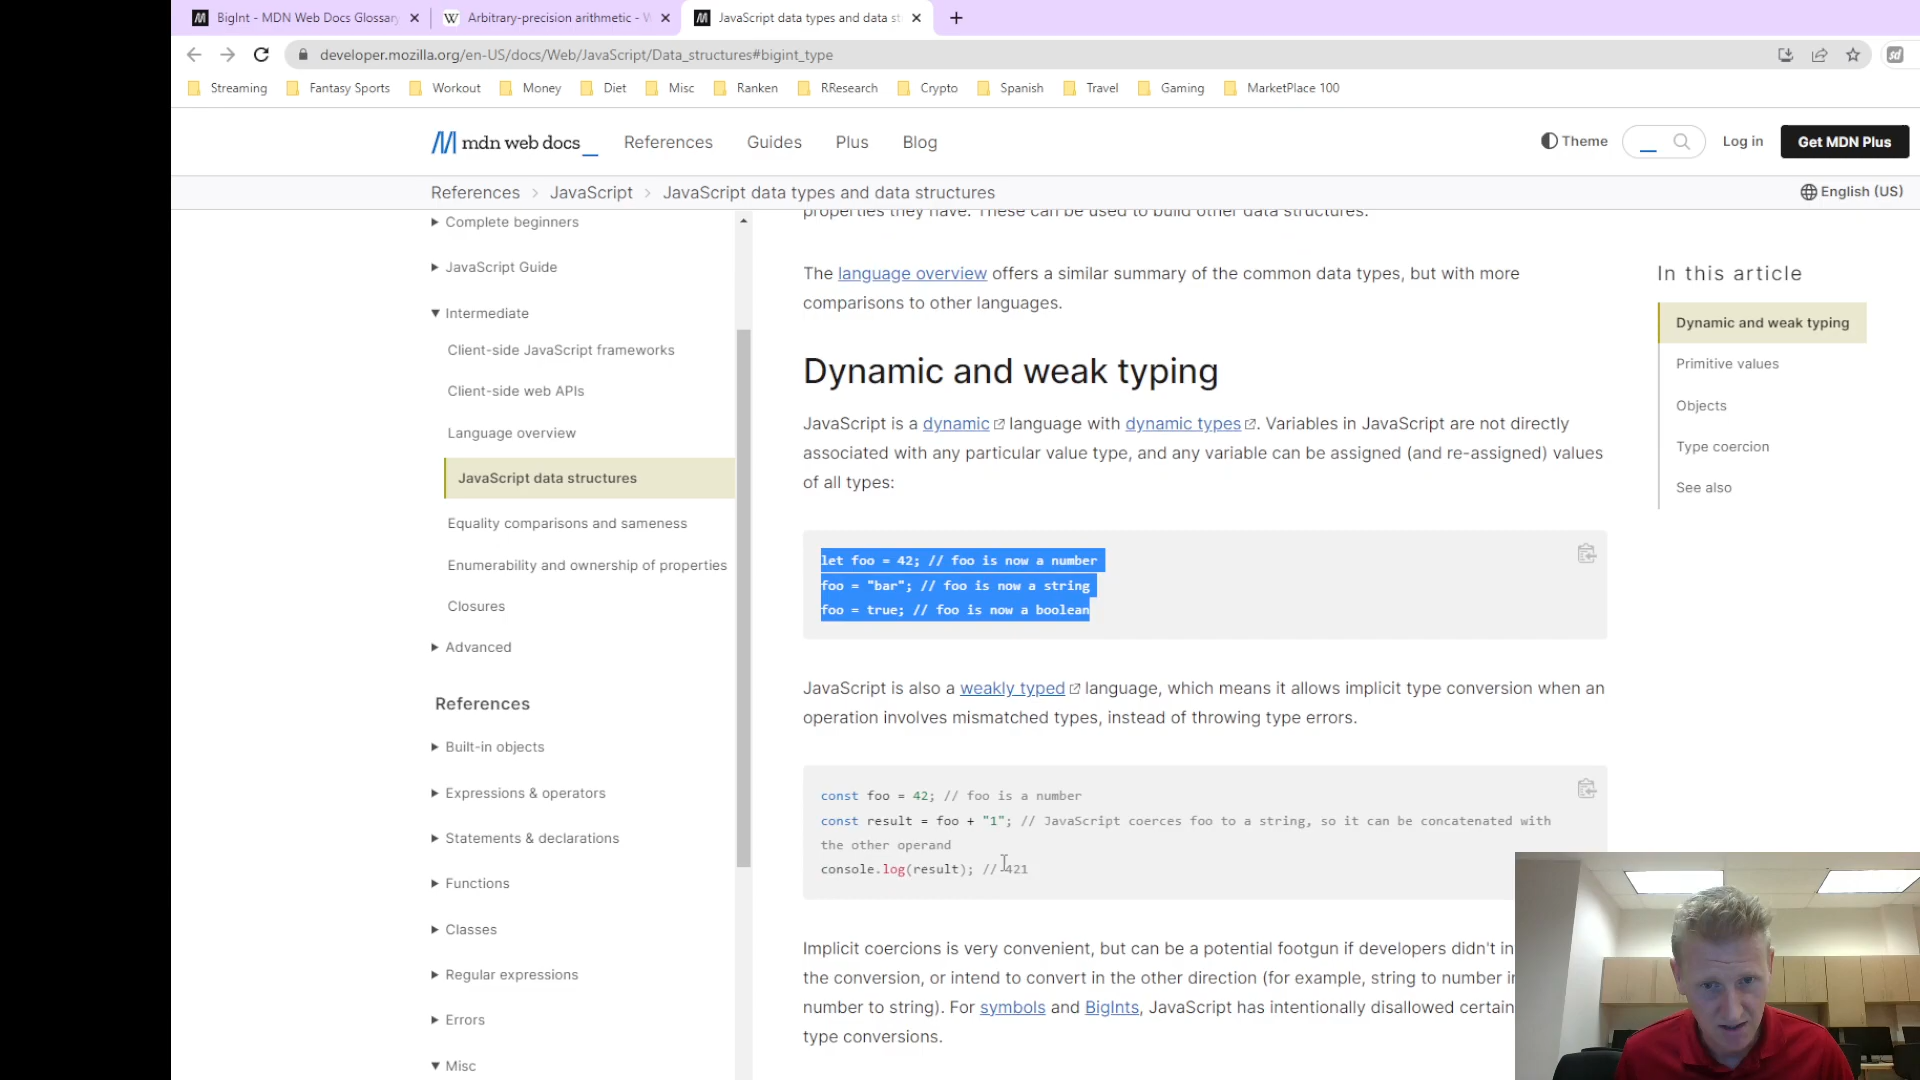 BigInt - MDN Web Docs Glossary
Arbitrary-precision arithmetic - W
JavaScript data types and data st
developer.mozilla.org/en-US/docs/Web/JavaScript/Data_structures#bigint_type
sd
Streaming Fantasy Sports Workout Money Diet Misc Ranken RResearch Crypto Spanish Travel Gaming MarketPlace 100
mdn web docs_ References Guides Plus Blog Theme Log in Get MDN Plus
References > JavaScript > JavaScript data types and data structures English (US)
Complete beginners
JavaScript Guide
Intermediate
Client-side JavaScript frameworks
Client-side web APIs
Language overview
JavaScript data structures
Equality comparisons and sameness
Enumerability and ownership of properties
Closures
Advanced
References
Built-in objects
Expressions & operators
Statements & declarations
Functions
Classes
Regular expressions
Errors
Misc
properties they have. These can be used to build other data structures.
The language overview offers a similar summary of the common data types, but with more
comparisons to other languages.
Dynamic and weak typing
JavaScript is a dynamic language with dynamic types. Variables in JavaScript are not directly
associated with any particular value type, and any variable can be assigned (and re-assigned) values
of all types:
let foo = 42; // foo is now a number
foo = "bar"; // foo is now a string
foo = true; // foo is now a boolean
JavaScript is also a weakly typed language, which means it allows implicit type conversion when an
operation involves mismatched types, instead of throwing type errors.
const foo = 42; // foo is a number
const result = foo + "1"; // JavaScript coerces foo to a string, so it can be concatenated with
the other operand
console.log(result); // 421
Implicit coercions is very convenient, but can be a potential footgun if developers didn't in
the conversion, or intend to convert in the other direction (for example, string to number i
number to string). For symbols and BigInts, JavaScript has intentionally disallowed certain
type conversions.
In this article
Dynamic and weak typing
Primitive values
Objects
Type coercion
See also